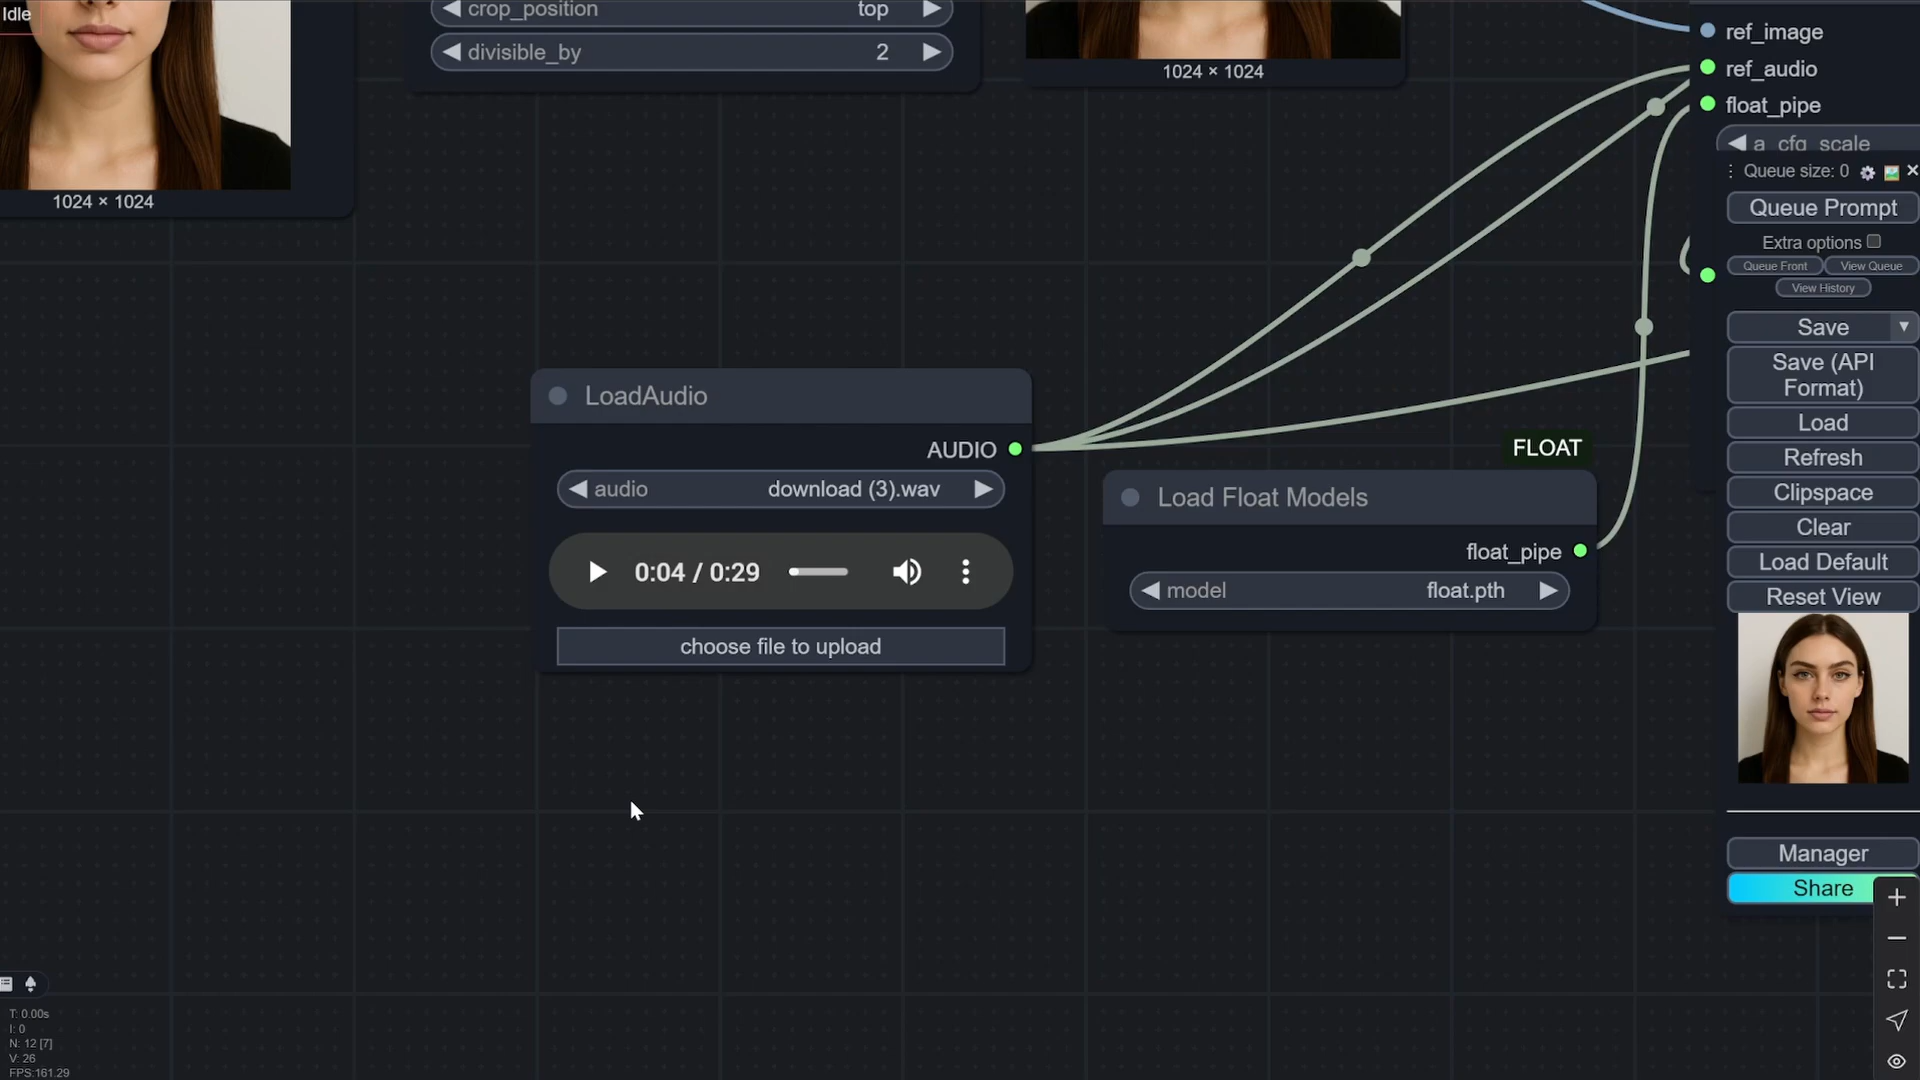 Idle
1024 × 1024
crop_position top
divisible_by 2
1024 × 1024
ref_image
ref_audio
float_pipe
a_cfg_scale
Queue size: 0
Queue Prompt
Extra options
Queue Front View Queue
View History
Save
Save (API
Format)
Load
Refresh
Clipspace
Clear
Load Default
Reset View
Manager
Share
LoadAudio
AUDIO
audio download (3).wav
0:04 / 0:29
choose file to upload
FLOAT
Load Float Models
float_pipe
model float.pth
T: 0.00s
I: 0
N: 12 [7]
V: 26
FPS:161.29